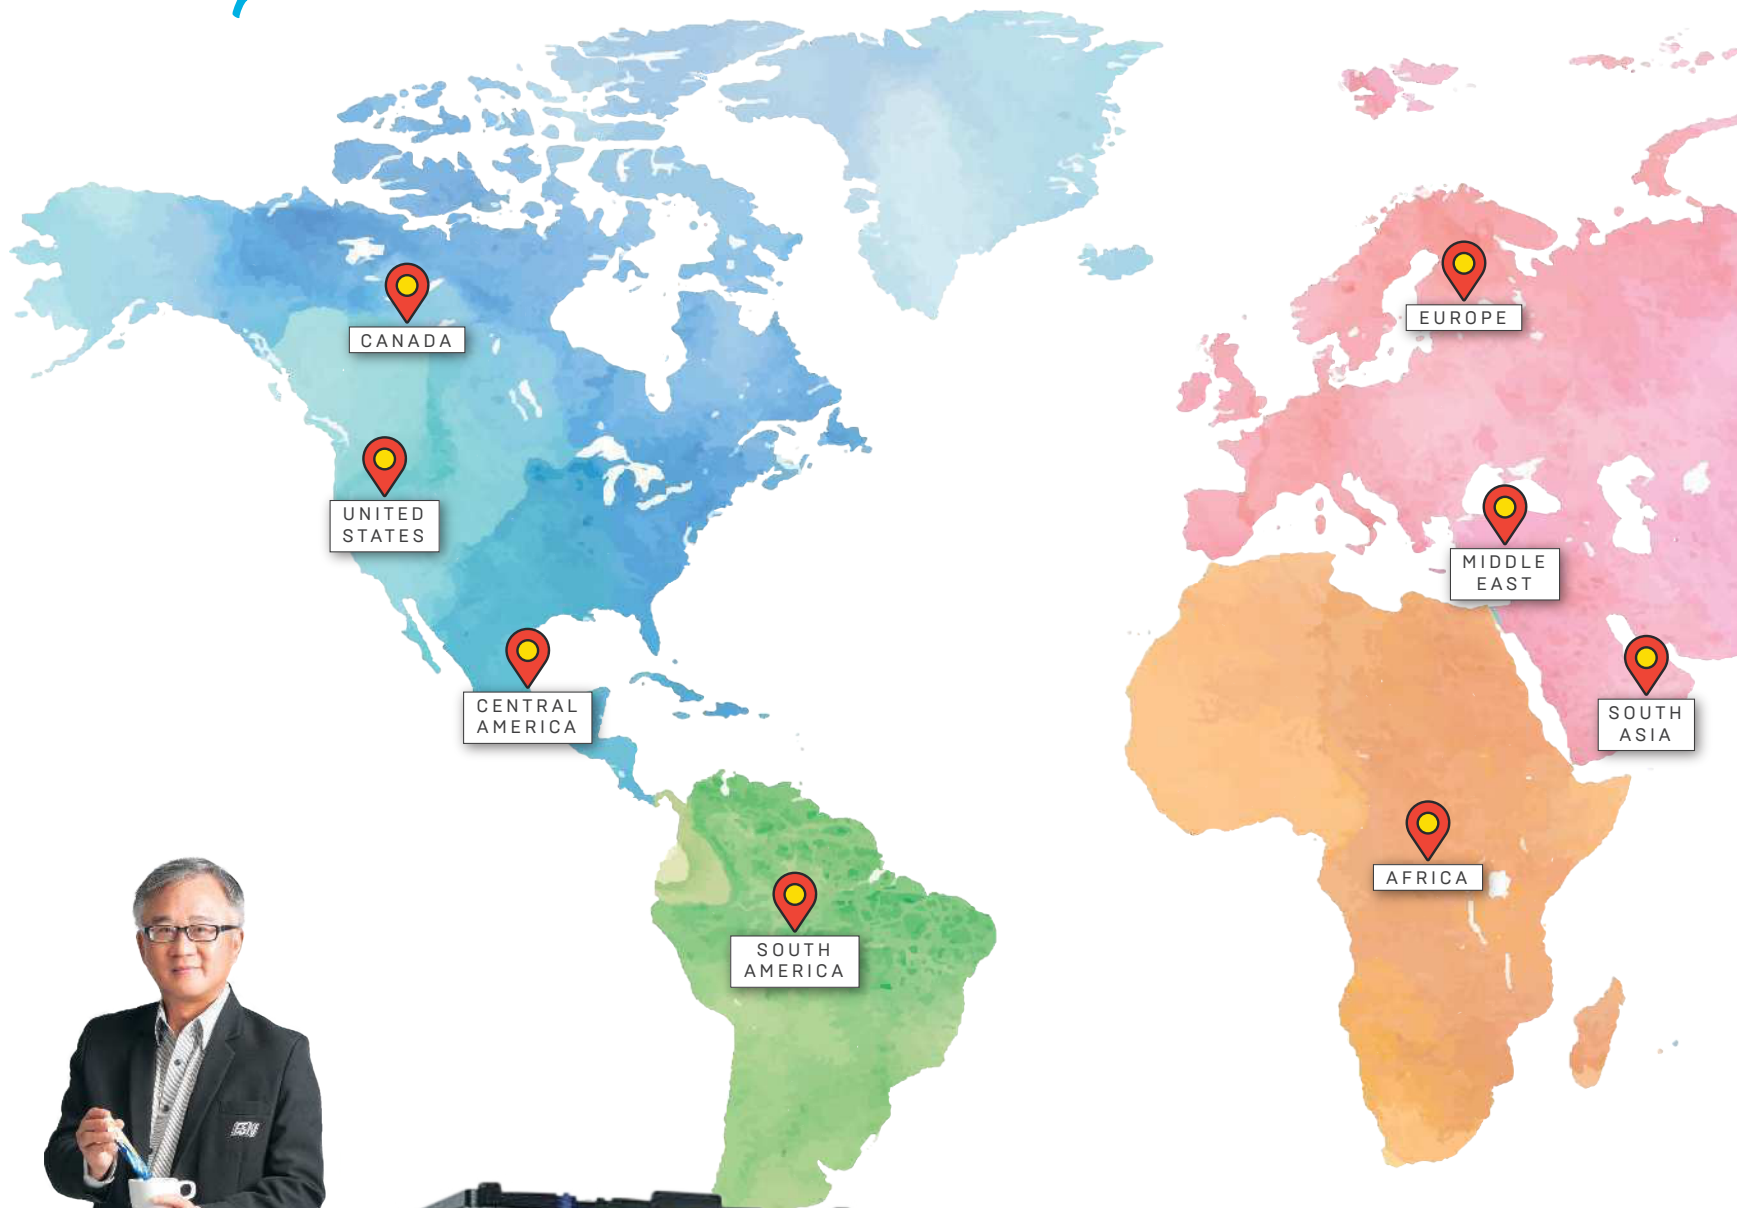 CANADA
EUROPE
UNITED
STATES
MIDDLE
EAST
CENTRAL
AMERICA
SOUTH
ASIA
AFRICA
SOUTH
AMERICA